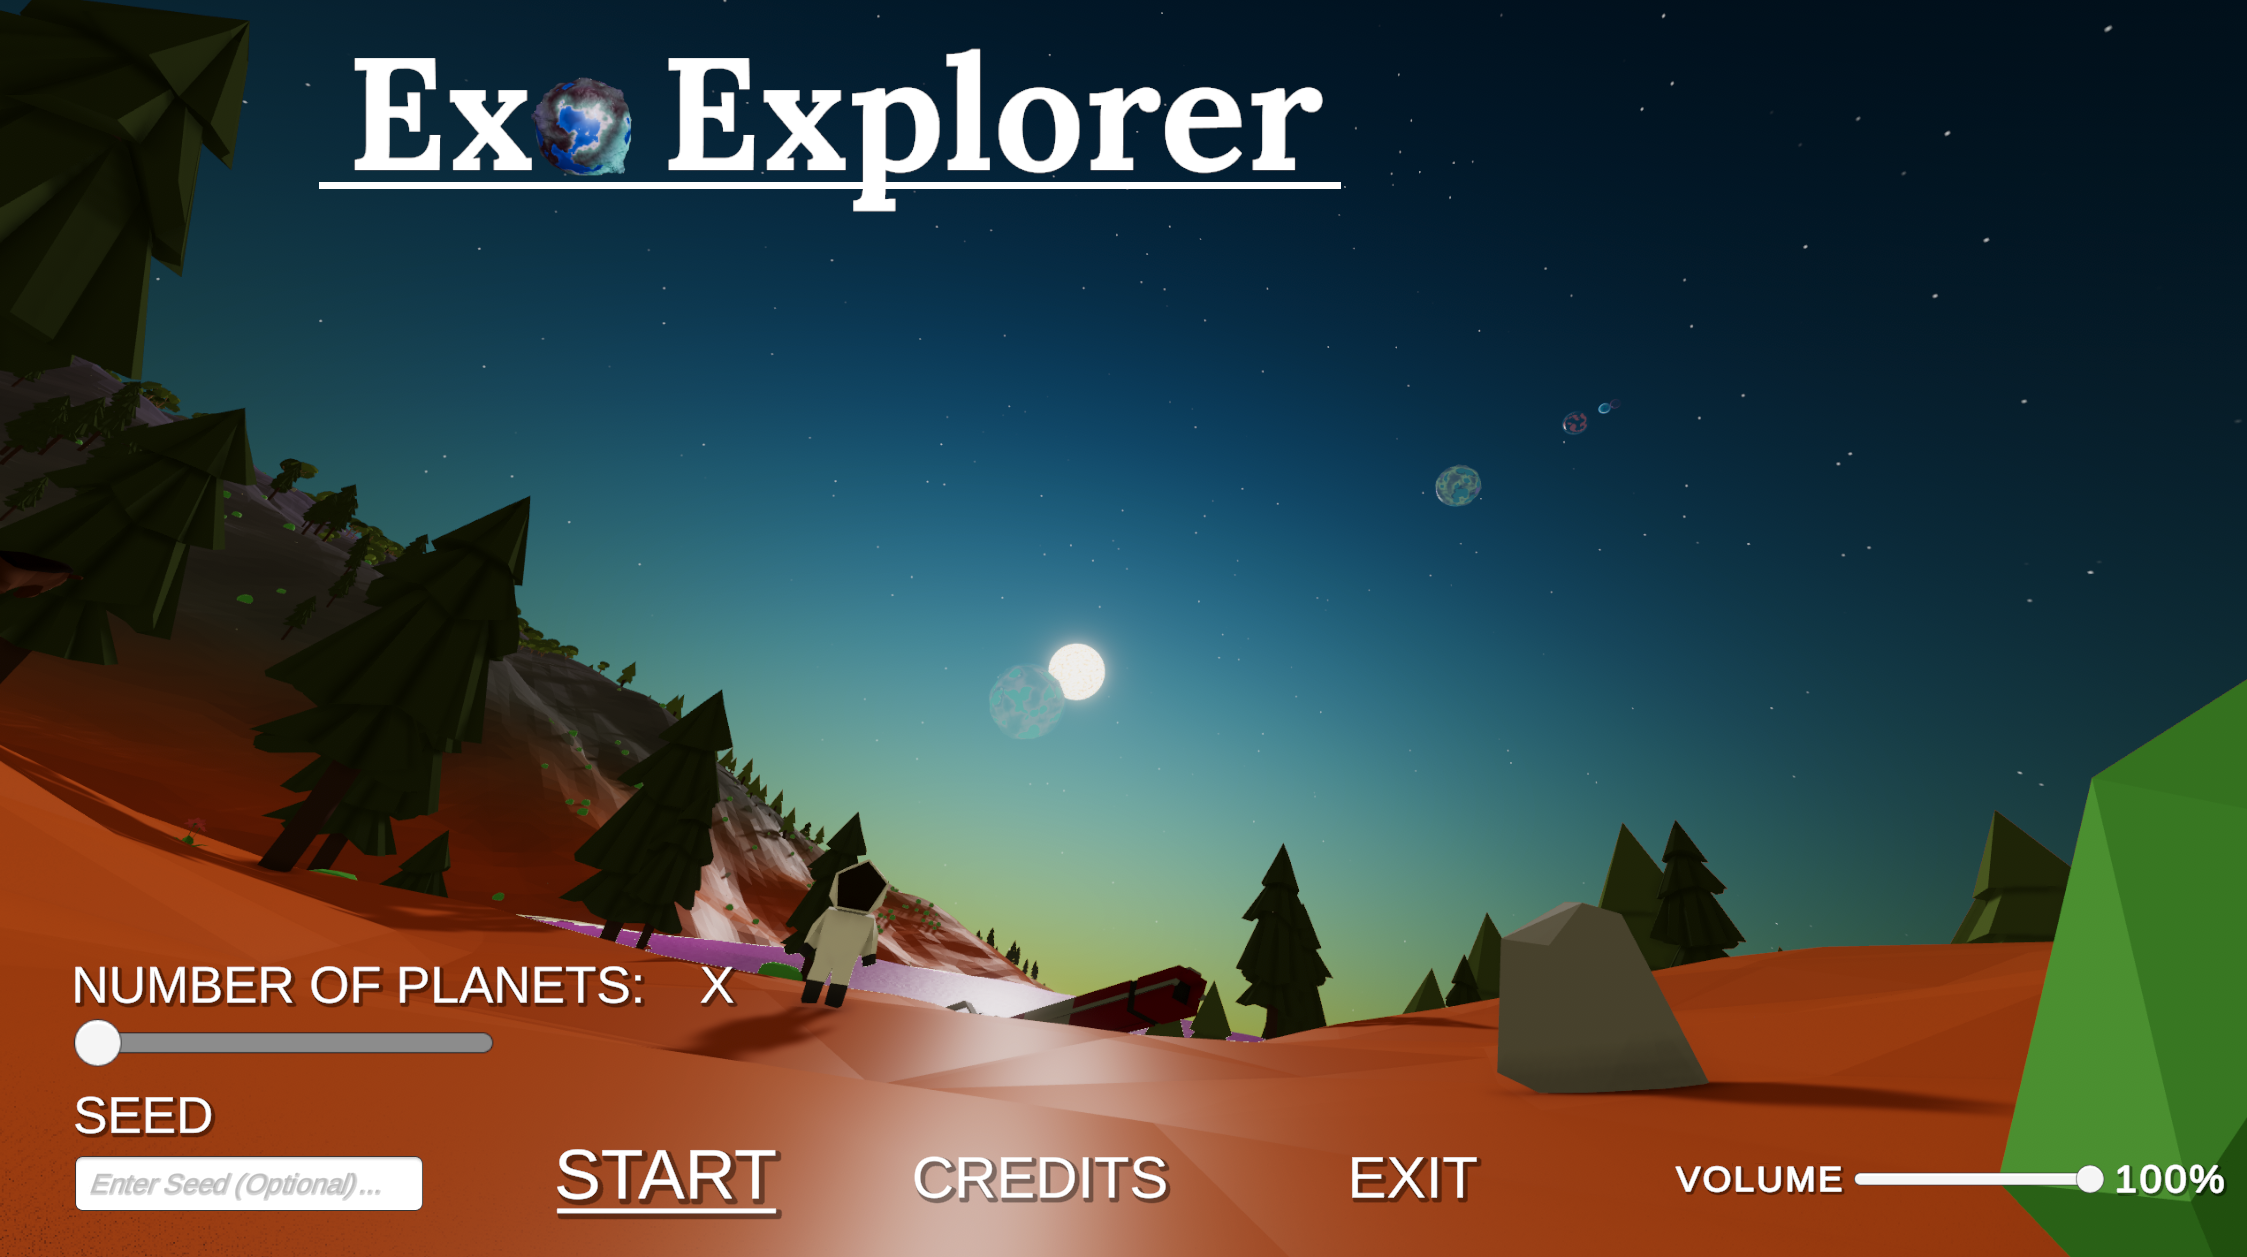 Exo Explorer
NUMBER OF PLANETS: X
SEED
Enter Seed (Optional)...
START CREDITS EXIT VOLUME 100%